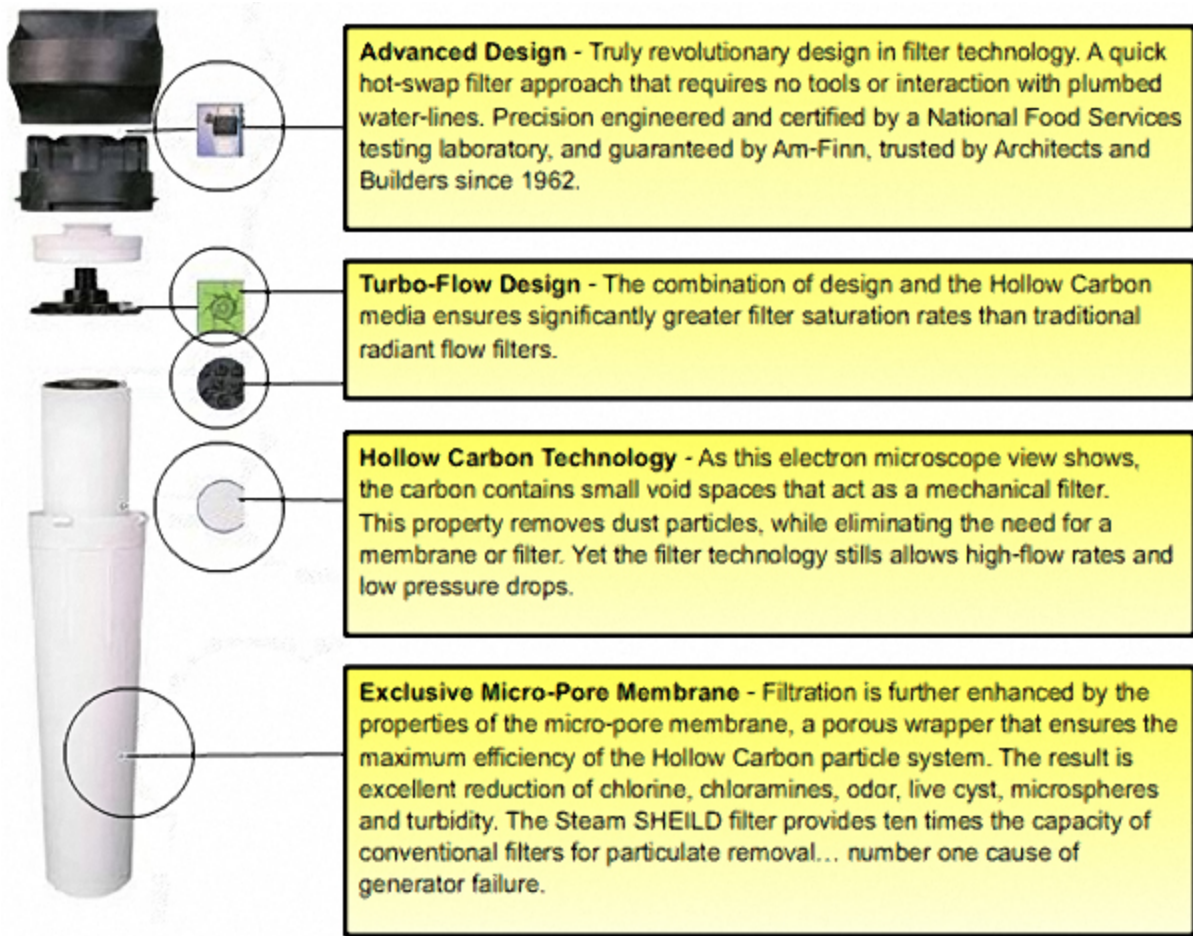 Advanced Design - Truly revolutionary design in filter technology. A quick
hot-swap filter approach that requires no tools or interaction with plumbed
water-lines. Precision engineered and certified by a National Food Services
testing laboratory, and guaranteed by Am-Finn, trusted by Architects and
Builders since 1962.
Turbo-Flow Design - The combination of design and the Hollow Carbon
media ensures significantly greater filter saturation rates than traditional
radiant flow filters.
Hollow Carbon Technology - As this electron microscope view shows,
the carbon contains small void spaces that act as a mechanical filter.
This property removes dust particles, while eliminating the need for a
membrane or filter. Yet the filter technology stills allows high-flow rates and
low pressure drops.
Exclusive Micro-Pore Membrane - Filtration is further enhanced by the
properties of the micro-pore membrane, a porous wrapper that ensures the
maximum efficiency of the Hollow Carbon particle system. The result is
excellent reduction of chlorine, chloramines, odor, live cyst, microspheres
and turbidity. The Steam SHEILD filter provides ten times the capacity of
conventional filters for particulate removal... number one cause of
generator failure.